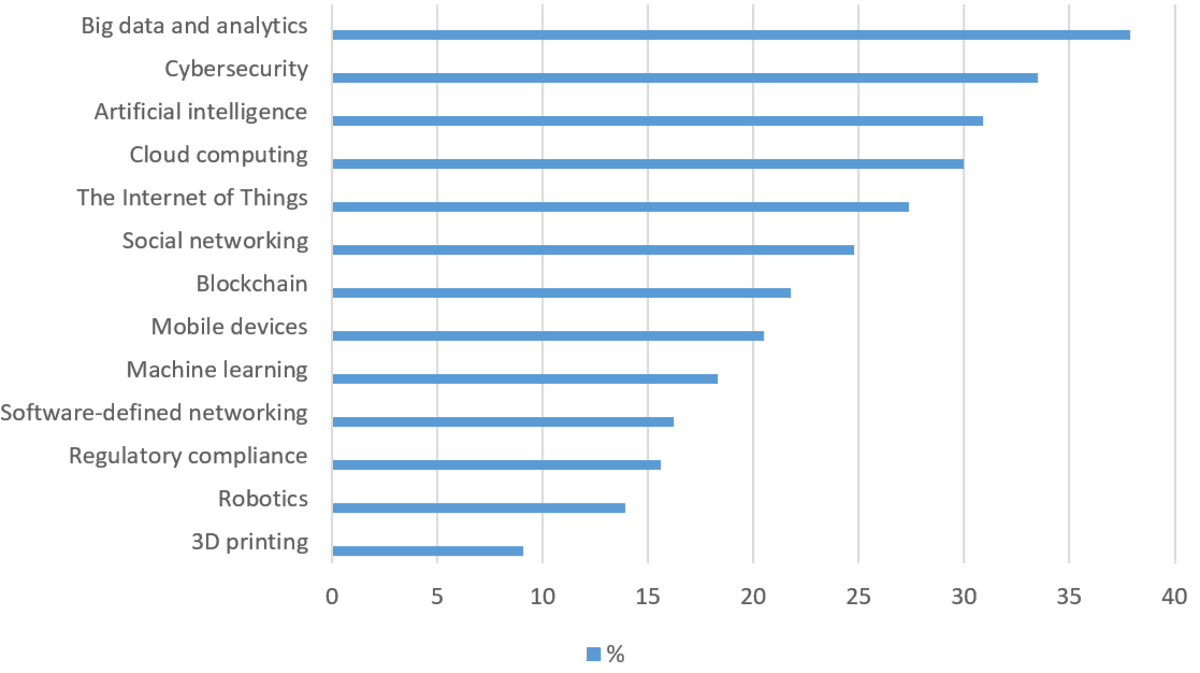 Big data and analytics
Cybersecurity
Artificial intelligence
Cloud computing
The Internet of Things
Social networking
Blockchain
Mobile devices
Machine learning
Software-defined networking
Regulatory compliance
Robotics
3D printing
0 5 10 15 20 25 30 35 40
%